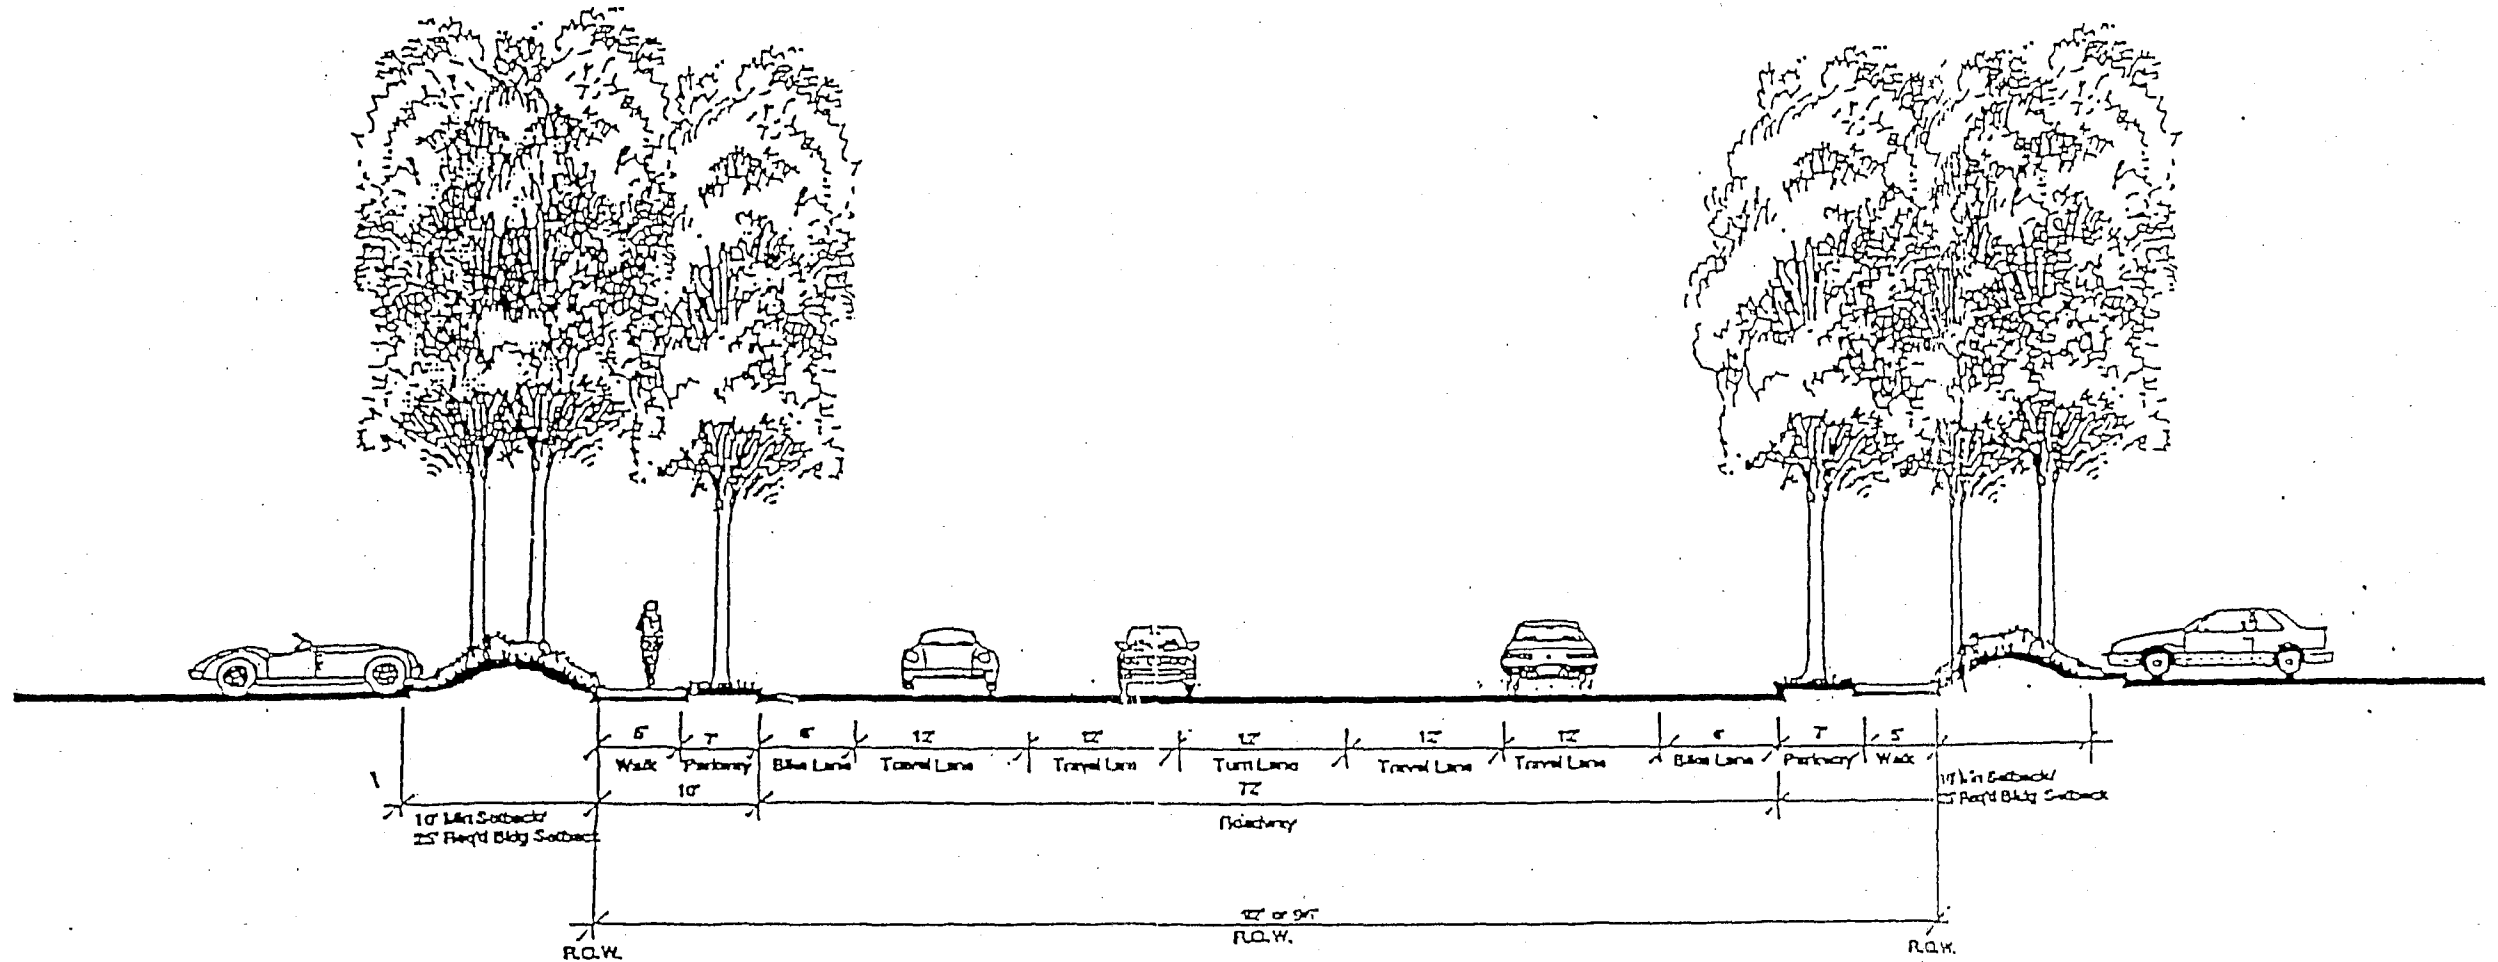 5' 7' 6' 12' 12' 12' 12' 12' 6' 7' 5'
Walk Parkway Bike Lane Travel Lane Travel Lane Turn Lane Travel Lane Travel Lane Bike Lane Parkway Walk
10' 72'
Roadway
10' Min Setback/
25' Req'd Bldg Setback
Min Setback/
Req'd Bldg Setback
or
R.O.W. R.O.W. R.O.W.